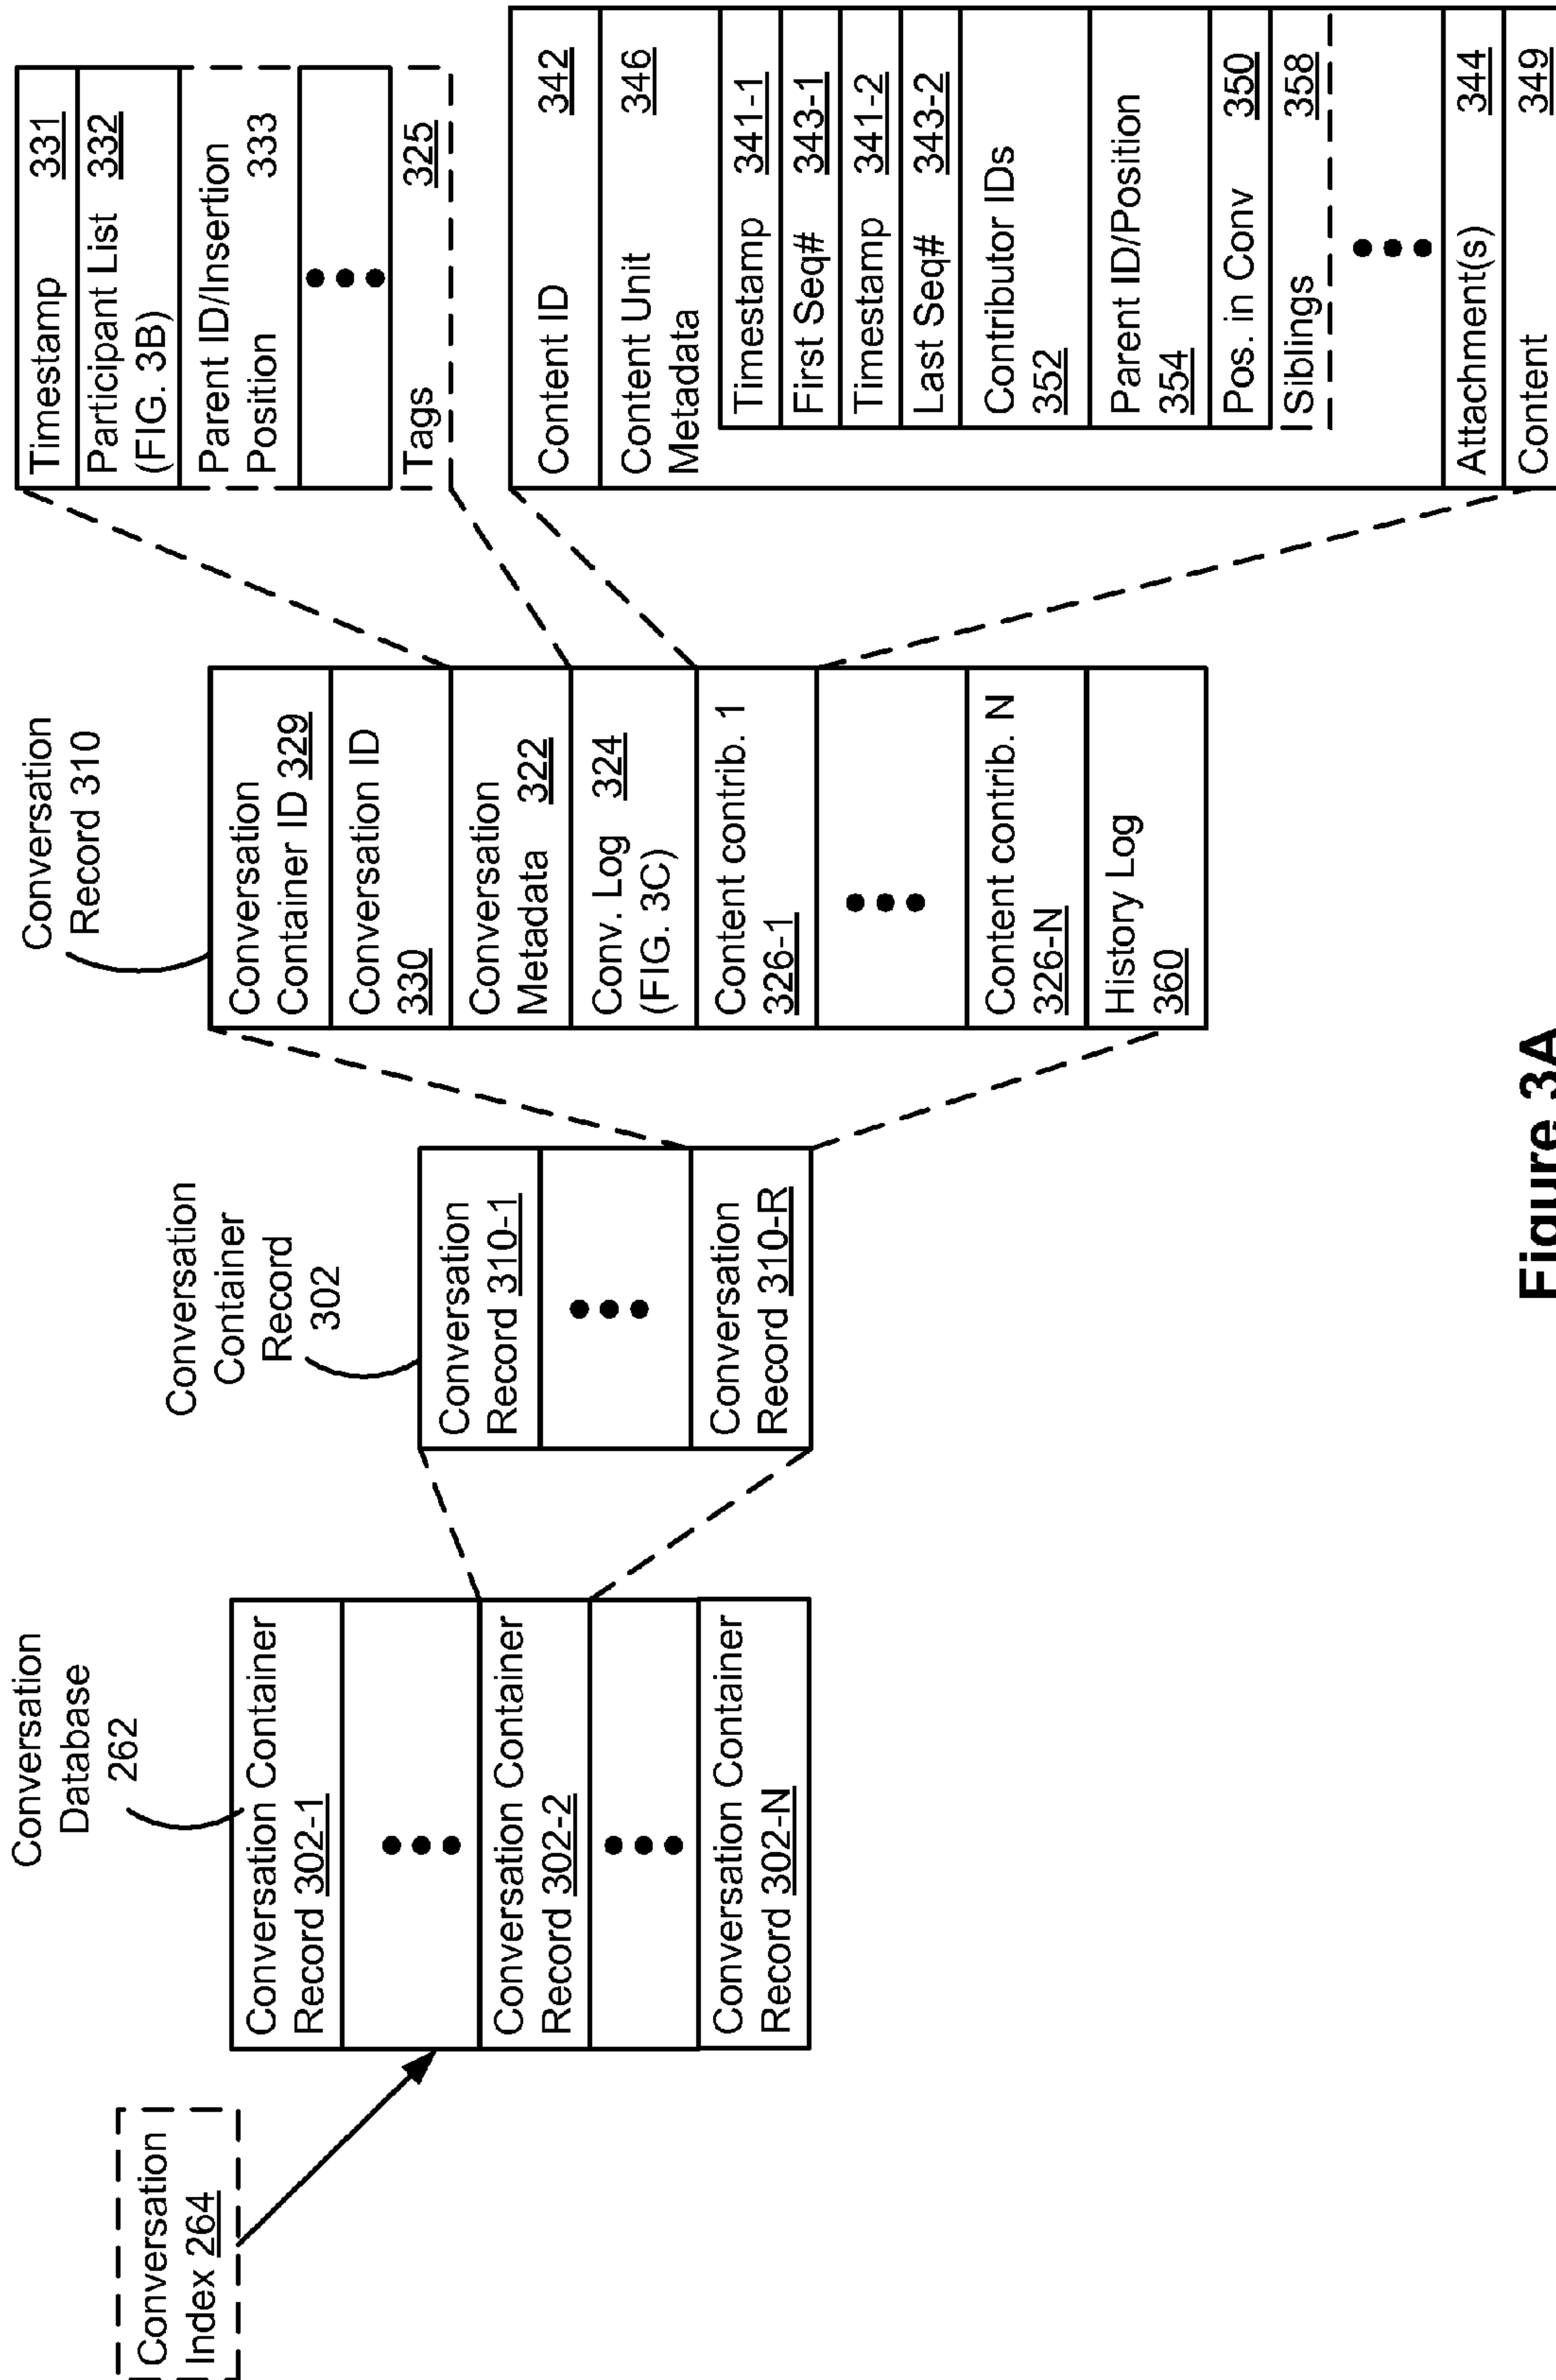 Conversation
Index 264
Conversation
Database
262
Conversation Container
Record 302-1
Conversation Container
Record 302-2
Conversation Container
Record 302-N
Conversation
Container
Record
302
Conversation
Record 310-1
Conversation
Record 310-R
Conversation
Record 310
Conversation
Container ID 329
Conversation ID
330
Conversation
Metadata 322
Conv. Log 324
(FIG. 3C)
Content contrib. 1
326-1
Content contrib. N
326-N
History Log
360
Timestamp 331
Participant List 332
(FIG. 3B)
Parent ID/Insertion
Position 333
Tags 325
Content ID 342
Content Unit 346
Metadata
Timestamp 341-1
First Seq# 343-1
Timestamp 341-2
Last Seq# 343-2
Contributor IDs
352
Parent ID/Position
354
Pos. in Conv 350
Siblings 358
Attachment(s) 344
Content 349
Figure 3A